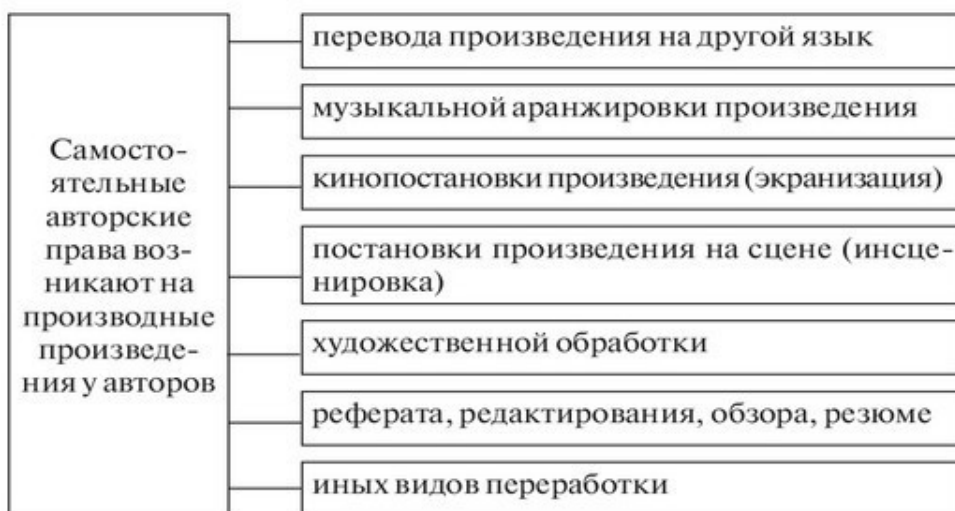 Самосто-
ятельные
авторские
права воз-
никают на
производные
произведе-
ния у авторов
перевода произведения на другой язык
музыкальной аранжировки произведения
кинопостановки произведения (экранизация)
постановки произведения на сцене (инсце-
нировка)
художественной обработки
реферата, редактирования, обзора, резюме
иных видов переработки